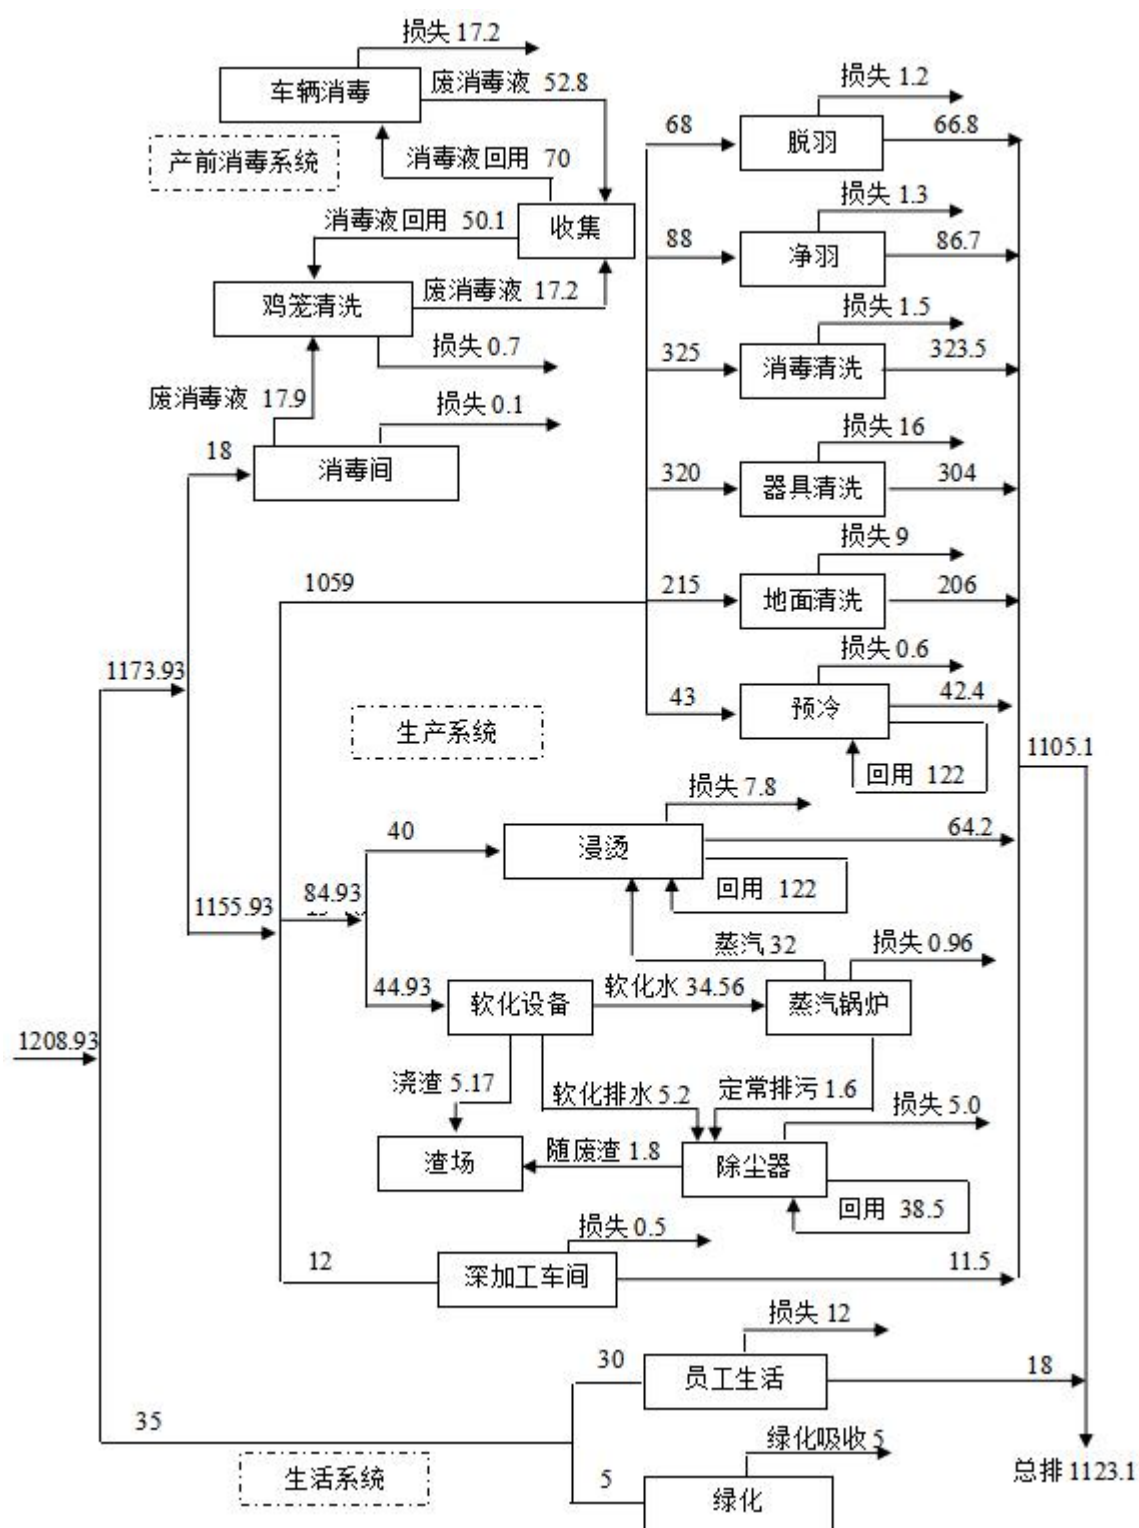 损失 17.2
车辆消毒
废消毒液 52.8
产前消毒系统
消毒液回用 70
消毒液回用 50.1
收集
鸡笼清洗
废消毒液 17.2
损失 0.7
废消毒液 17.9
损失 0.1
18
消毒间
68
损失 1.2
脱羽
66.8
88
损失 1.3
净羽
86.7
325
损失 1.5
消毒清洗
323.5
320
损失 16
器具清洗
304
1059
215
损失 9
地面清洗
206
1173.93
43
损失 0.6
预冷
42.4
回用 122
生产系统
1105.1
损失 7.8
40
浸烫
64.2
回用 122
1155.93
84.93
蒸汽 32
损失 0.96
44.93
软化设备
软化水 34.56
蒸汽锅炉
1208.93
浇渣 5.17
软化排水 5.2
定常排污 1.6
损失 5.0
渣场
随废渣 1.8
除尘器
回用 38.5
损失 0.5
12
深加工车间
11.5
损失 12
30
员工生活
18
35
绿化吸收 5
生活系统
5
绿化
总排 1123.1